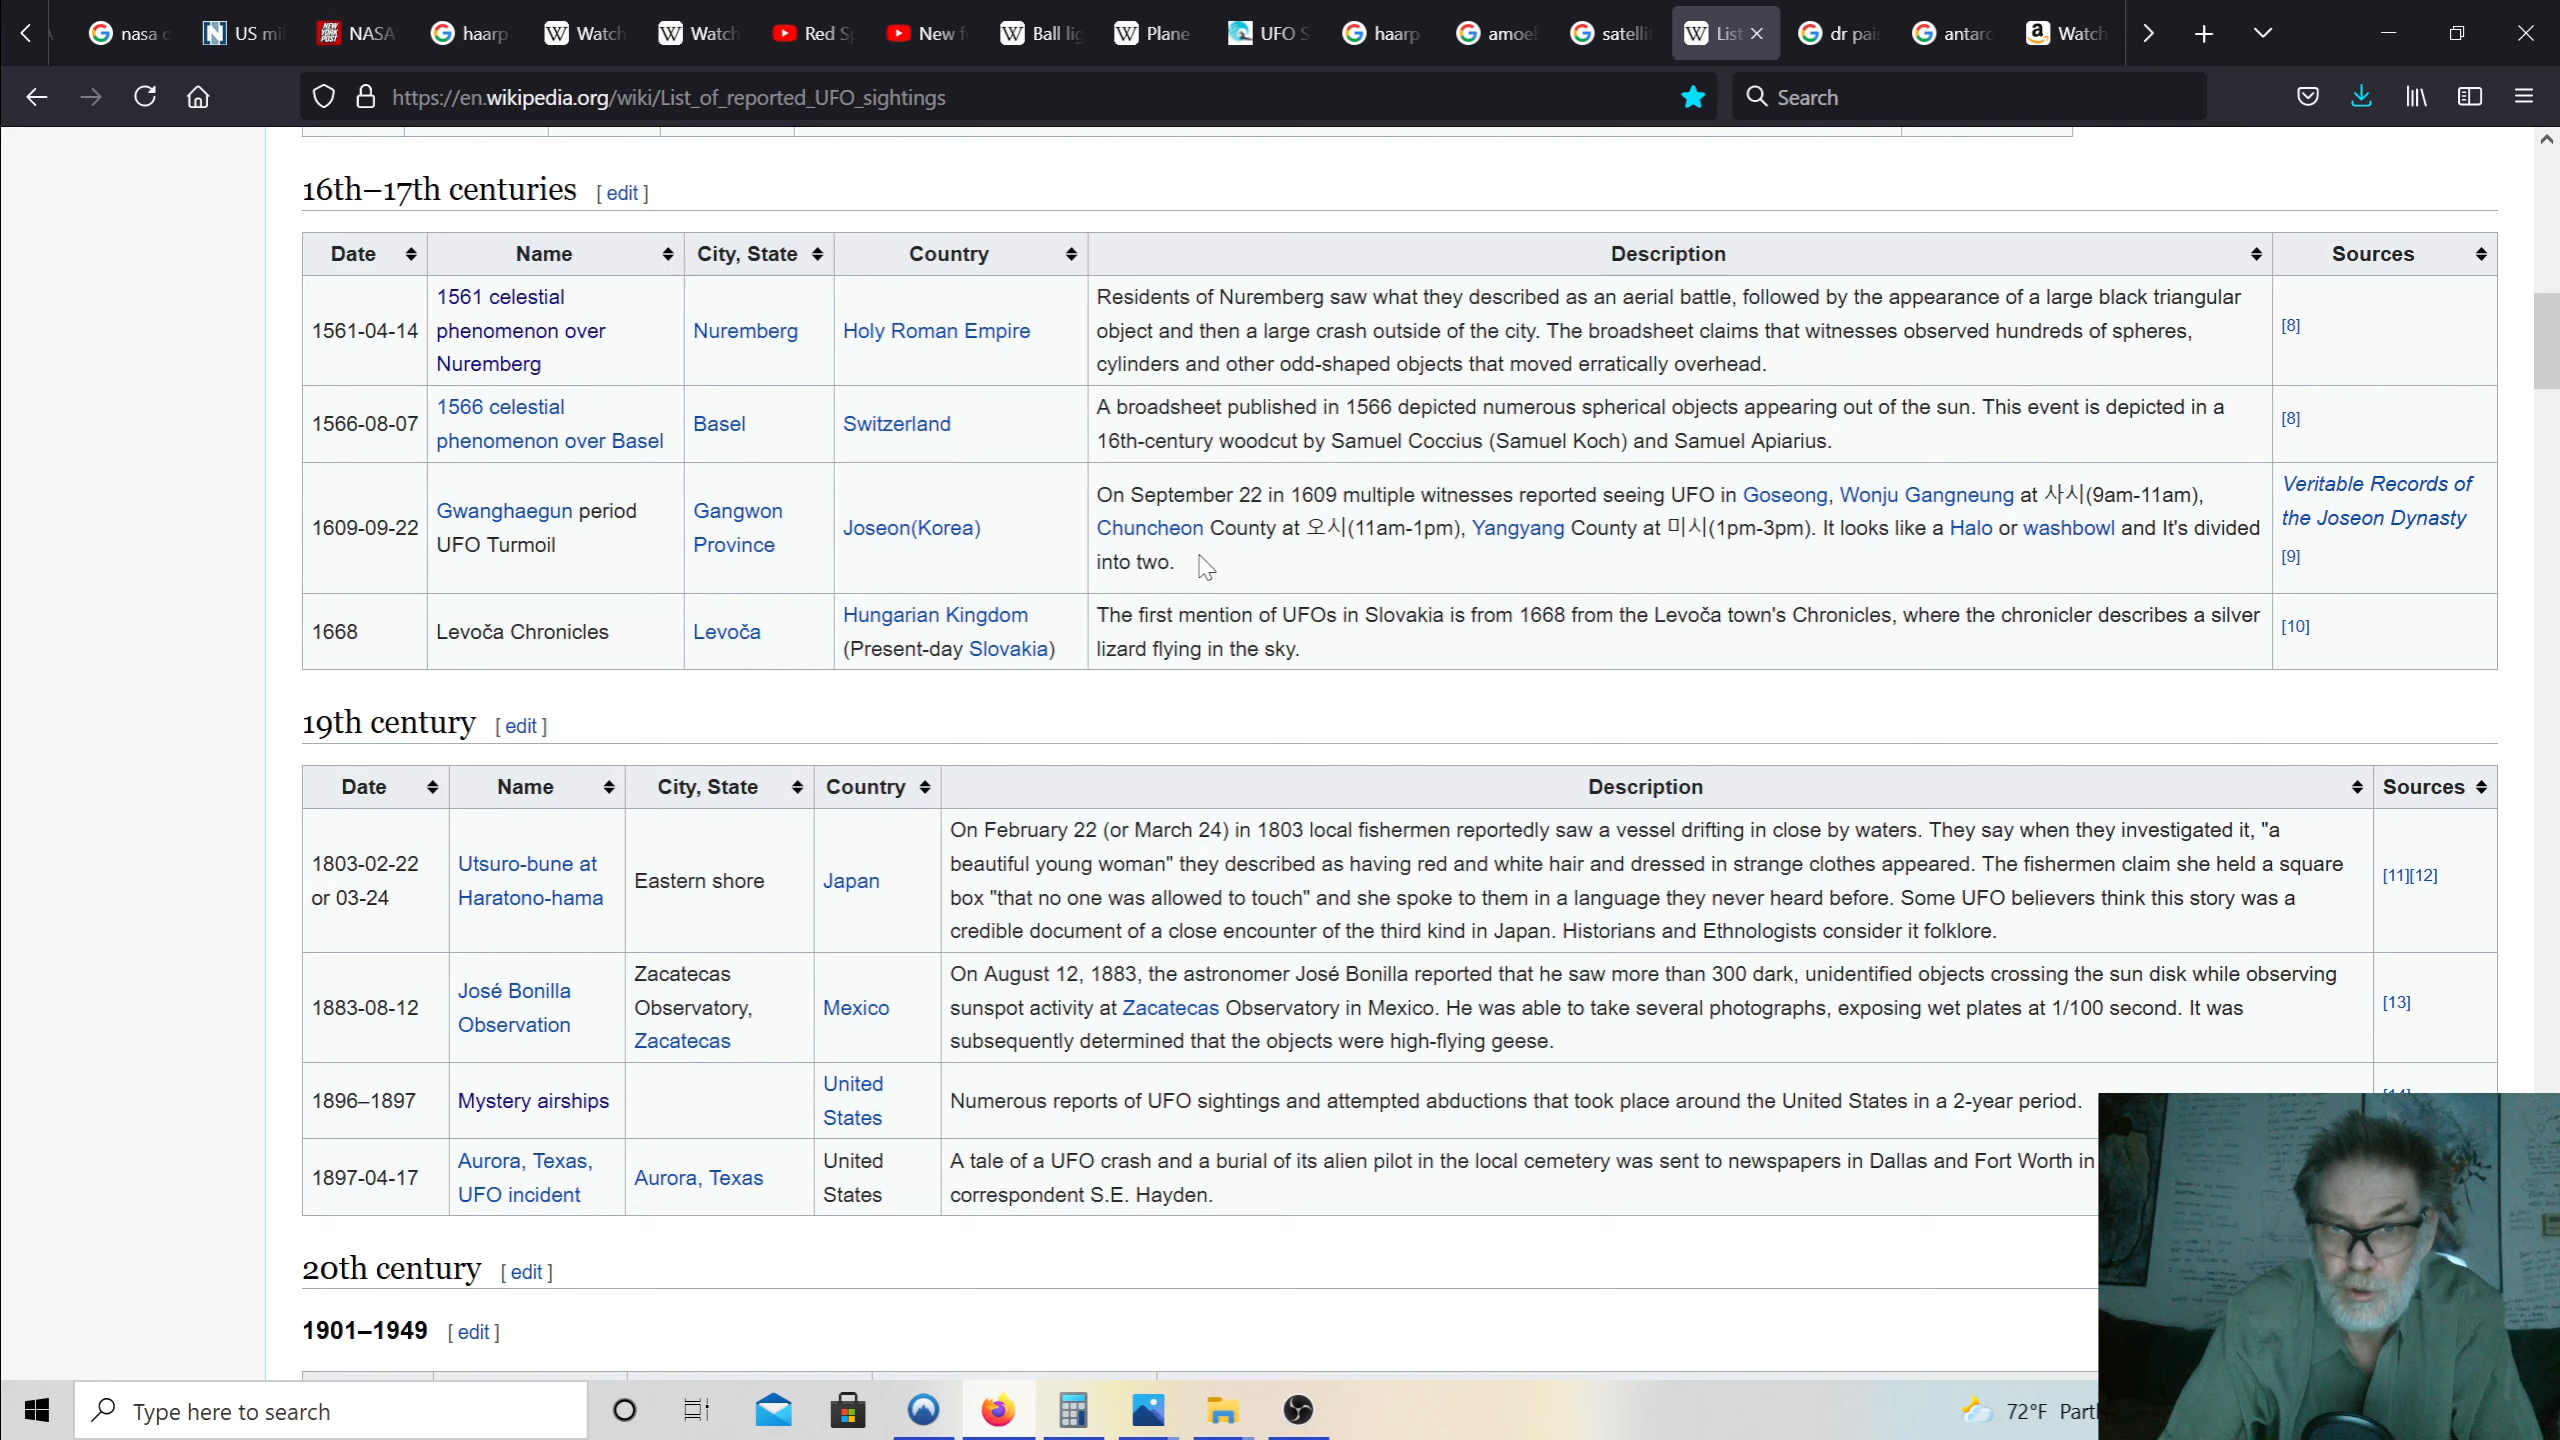 nasa
US mil
NASA
haarp
Watch
Watch
Red S
New f
Ball lig
Plane
UFO S
haarp
amoel
satelli
List
dr pai
antarc
Watch
https://en.wikipedia.org/wiki/List_of_reported_UFO_sightings
Search
16th–17th centuries [ edit ]
Date Name City, State Country Description Sources
1561-04-14
1561 celestial
phenomenon over
Nuremberg
Nuremberg
Holy Roman Empire
Residents of Nuremberg saw what they described as an aerial battle, followed by the appearance of a large black triangular
object and then a large crash outside of the city. The broadsheet claims that witnesses observed hundreds of spheres,
cylinders and other odd-shaped objects that moved erratically overhead.
[8]
1566-08-07
1566 celestial
phenomenon over Basel
Basel
Switzerland
A broadsheet published in 1566 depicted numerous spherical objects appearing out of the sun. This event is depicted in a
16th-century woodcut by Samuel Coccius (Samuel Koch) and Samuel Apiarius.
[8]
1609-09-22
Gwanghaegun period
UFO Turmoil
Gangwon
Province
Joseon(Korea)
On September 22 in 1609 multiple witnesses reported seeing UFO in Goseong, Wonju Gangneung at 사시(9am-11am),
Chuncheon County at 오시(11am-1pm), Yangyang County at 미시(1pm-3pm). It looks like a Halo or washbowl and It's divided
into two.
Veritable Records of
the Joseon Dynasty
[9]
1668
Levoča Chronicles
Levoča
Hungarian Kingdom
(Present-day Slovakia)
The first mention of UFOs in Slovakia is from 1668 from the Levoča town's Chronicles, where the chronicler describes a silver
lizard flying in the sky.
[10]
19th century [ edit ]
Date Name City, State Country Description Sources
1803-02-22
or 03-24
Utsuro-bune at
Haratono-hama
Eastern shore
Japan
On February 22 (or March 24) in 1803 local fishermen reportedly saw a vessel drifting in close by waters. They say when they investigated it, "a
beautiful young woman" they described as having red and white hair and dressed in strange clothes appeared. The fishermen claim she held a square
box "that no one was allowed to touch" and she spoke to them in a language they never heard before. Some UFO believers think this story was a
credible document of a close encounter of the third kind in Japan. Historians and Ethnologists consider it folklore.
[11][12]
1883-08-12
José Bonilla
Observation
Zacatecas
Observatory,
Zacatecas
Mexico
On August 12, 1883, the astronomer José Bonilla reported that he saw more than 300 dark, unidentified objects crossing the sun disk while observing
sunspot activity at Zacatecas Observatory in Mexico. He was able to take several photographs, exposing wet plates at 1/100 second. It was
subsequently determined that the objects were high-flying geese.
[13]
1896–1897
Mystery airships
United
States
Numerous reports of UFO sightings and attempted abductions that took place around the United States in a 2-year period.
1897-04-17
Aurora, Texas,
UFO incident
Aurora, Texas
United
States
A tale of a UFO crash and a burial of its alien pilot in the local cemetery was sent to newspapers in Dallas and Fort Worth in
correspondent S.E. Hayden.
20th century [ edit ]
1901–1949 [ edit ]
Type here to search
72°F Partl